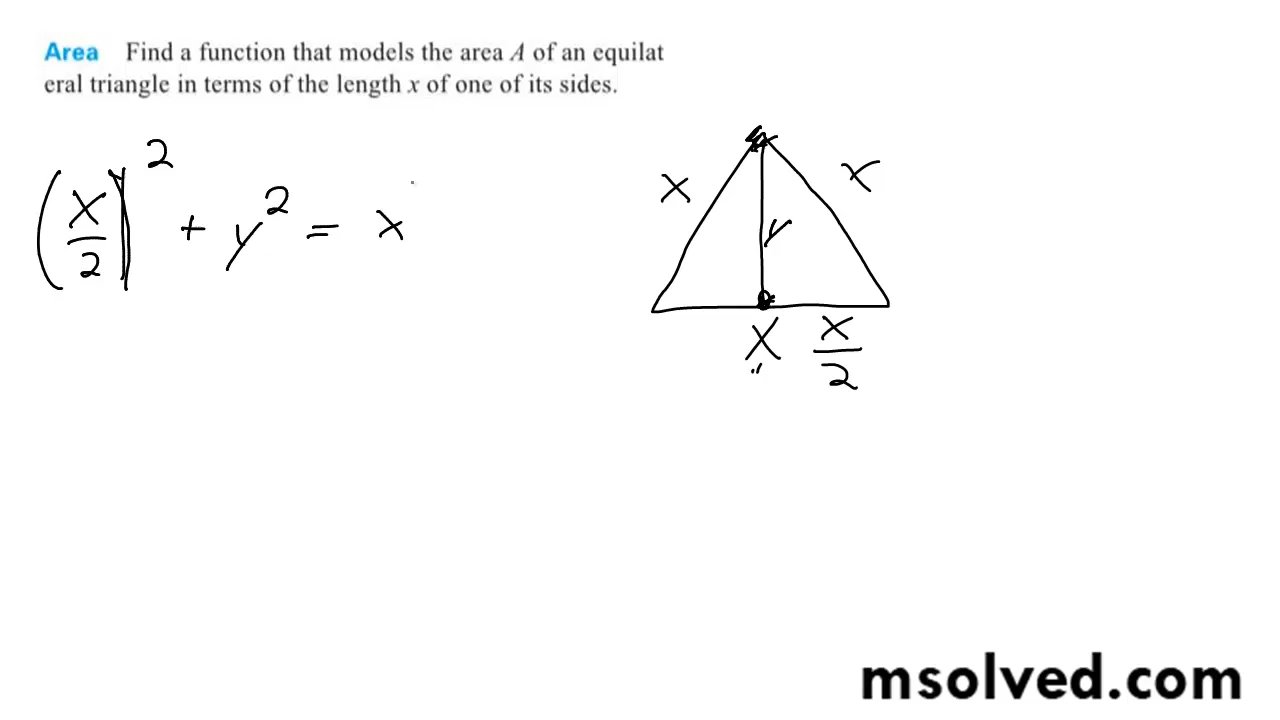 Area Find a function that models the area A of an equilat
eral triangle in terms of the length x of one of its sides.
(x/2)^2 + y^2 = x
x
x
y
x
x/2
msolved.com